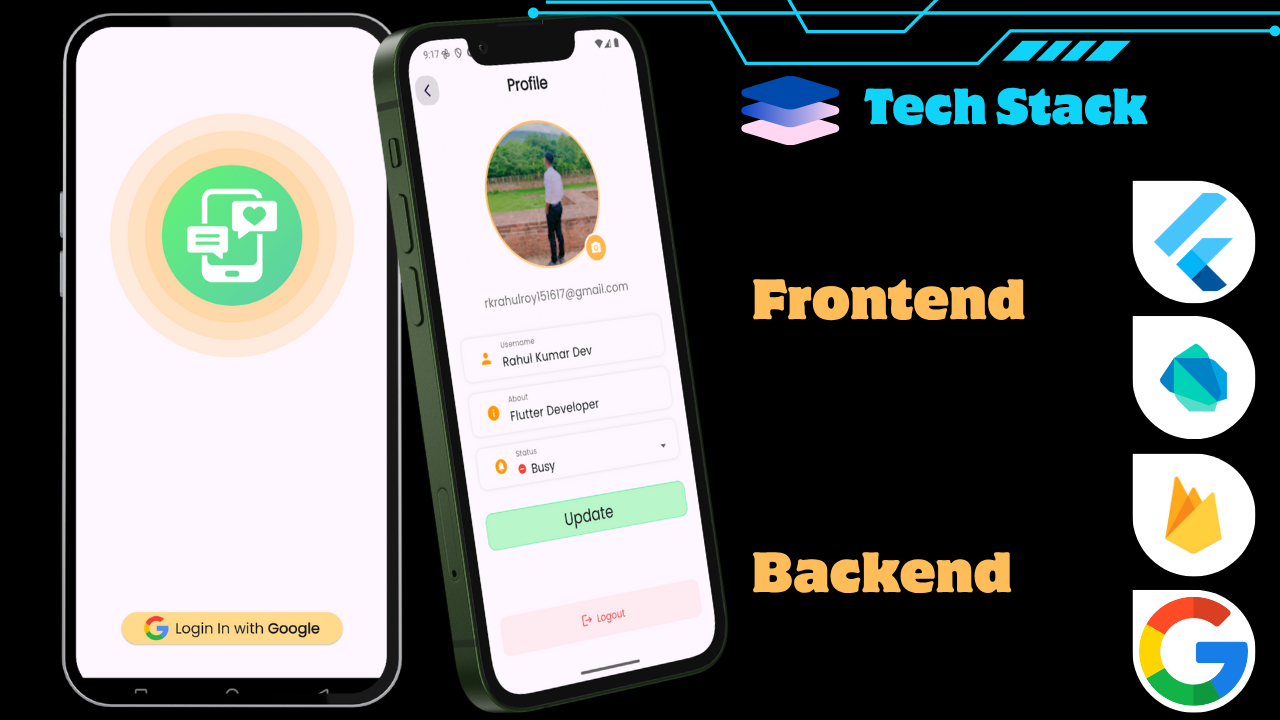 Login In with Google
9:17
Profile
rkrahulroy151617@gmail.com
Username
Rahul Kumar Dev
About
Flutter Developer
Status
Busy
Update
Logout
Tech Stack
Frontend
Backend